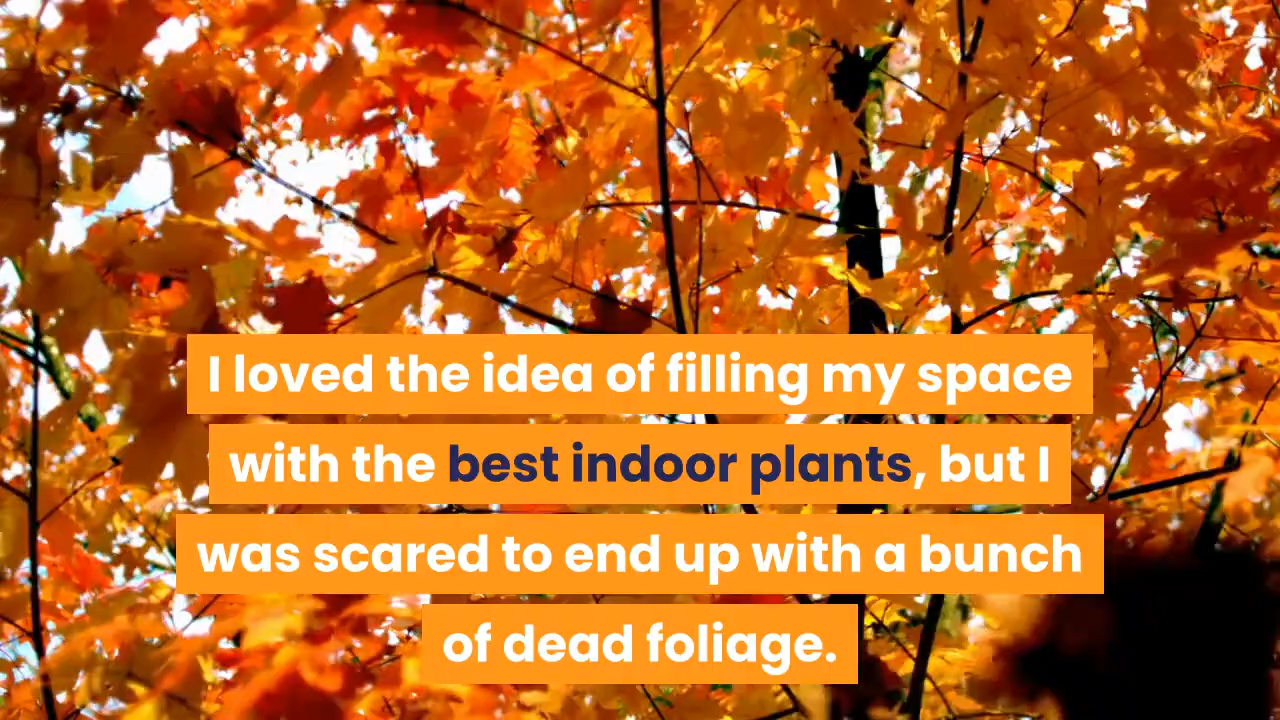 I loved the idea of filling my space
with the best indoor plants, but I
was scared to end up with a bunch
of dead foliage.